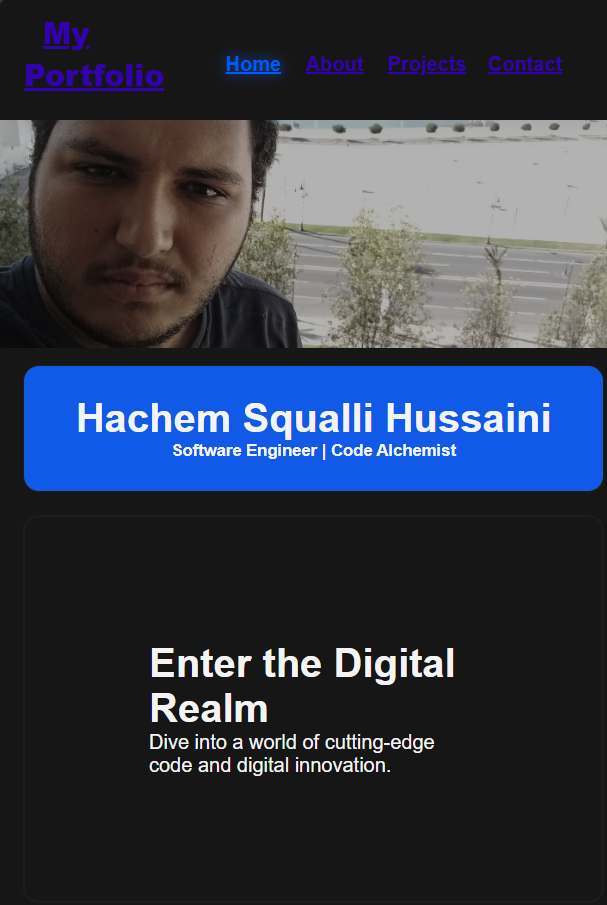 My
Portfolio
Home About Projects Contact
Hachem Squalli Hussaini
Software Engineer | Code Alchemist
Enter the Digital
Realm
Dive into a world of cutting-edge
code and digital innovation.